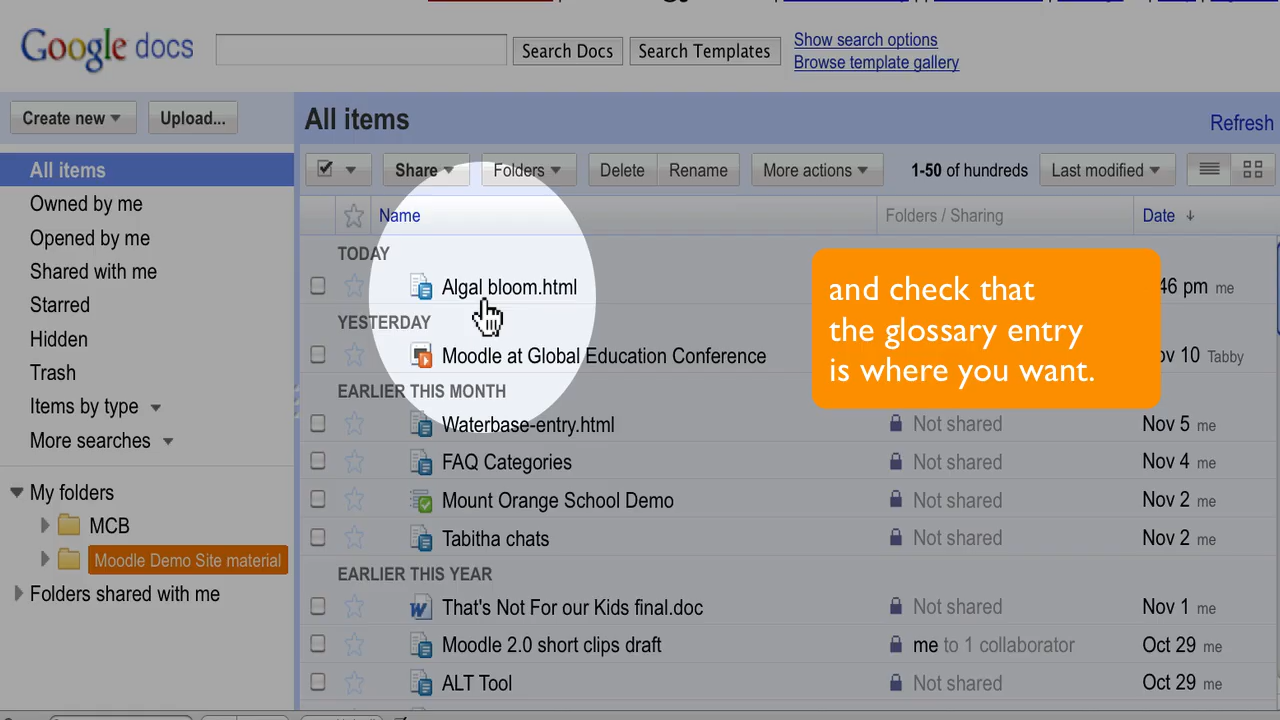 Google docs
Search Docs
Search Templates
Show search options
Browse template gallery
Create new
Upload...
All items
Refresh
All items
Owned by me
Opened by me
Shared with me
Starred
Hidden
Trash
Items by type
More searches
My folders
MCB
Moodle Demo Site material
Folders shared with me
Share
Folders
Delete
Rename
More actions
1-50 of hundreds
Last modified
Name
Folders / Sharing
Date
TODAY
Algal bloom.html
46 pm me
YESTERDAY
Moodle at Global Education Conference
10 Tabby
and check that
the glossary entry
is where you want.
EARLIER THIS MONTH
Waterbase-entry.html Not shared Nov 5 me
FAQ Categories Not shared Nov 4 me
Mount Orange School Demo Not shared Nov 2 me
Tabitha chats Not shared Nov 2 me
EARLIER THIS YEAR
That's Not For our Kids final.doc Not shared Nov 1 me
Moodle 2.0 short clips draft me to 1 collaborator Oct 29 me
ALT Tool Not shared Oct 29 me